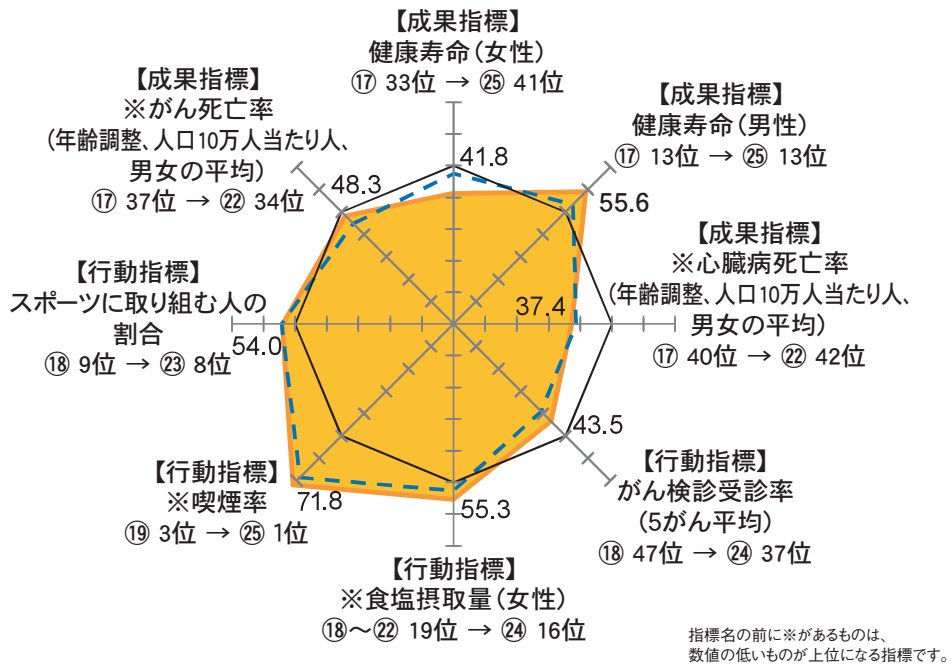 【成果指標】
健康寿命(女性)
⑰ 33位 → ㉕ 41位
41.8
【成果指標】
健康寿命(男性)
⑰ 13位 → ㉕ 13位
55.6
【成果指標】
※心臓病死亡率
(年齢調整、人口10万人当たり人、
男女の平均)
⑰ 40位 → ㉒ 42位
37.4
【行動指標】
がん検診受診率
(5がん平均)
⑱ 47位 → ㉔ 37位
43.5
【行動指標】
※食塩摂取量(女性)
⑱～㉒ 19位 → ㉔ 16位
55.3
【行動指標】
※喫煙率
⑲ 3位 → ㉕ 1位
71.8
【行動指標】
スポーツに取り組む人の
割合
⑱ 9位 → ㉓ 8位
54.0
【成果指標】
※がん死亡率
(年齢調整、人口10万人当たり人、
男女の平均)
⑰ 37位 → ㉒ 34位
48.3
指標名の前に※があるものは、
数値の低いものが上位になる指標です。